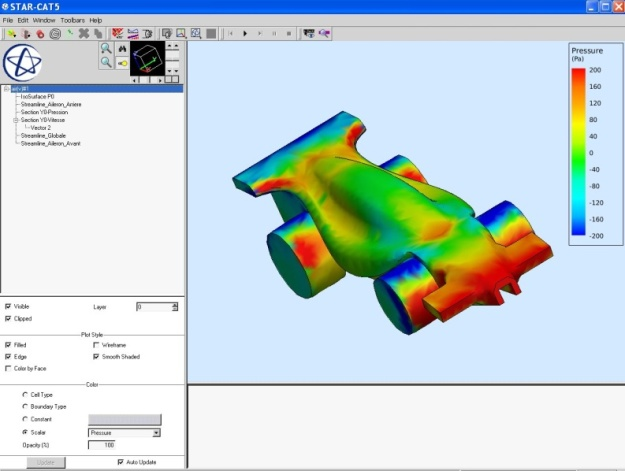 STAR-CAT5
File Edit Window Toolbars Help
IsoSurface P0
Streamline_Aileron_Arriere
Section Y0-Pression
Section Y0-Vitesse
Vector 2
Streamline_Globale
Streamline_Aileron_Avant
Visible
Layer
0
Clipped
Plot Style
Filled
Wireframe
Edge
Smooth Shaded
Color by Face
Color
Cell Type
Boundary Type
Constant
Scalar
Pressure
Opacity (%)
100
Update
Auto Update
Pressure
(Pa)
200
160
120
80
40
0
-40
-80
-120
-160
-200